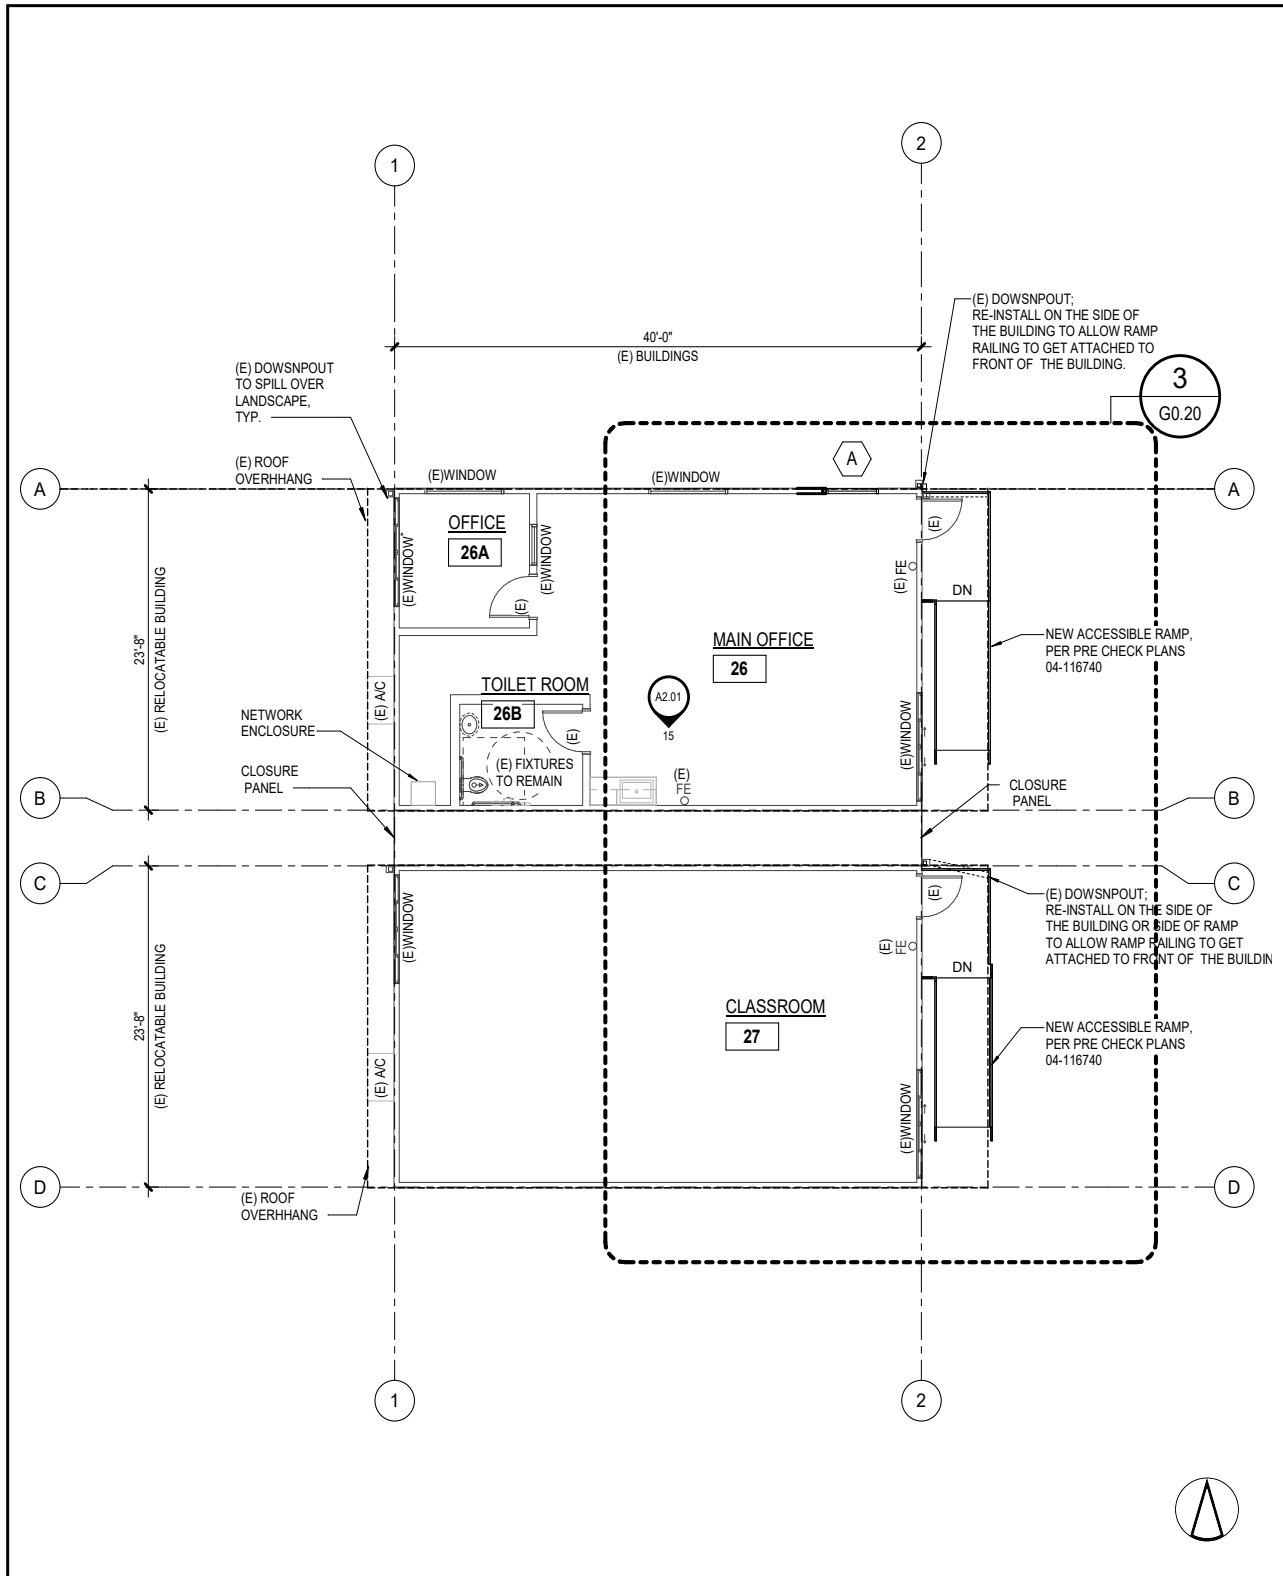 1
2
(E) DOWSNPOUT;
RE-INSTALL ON THE SIDE OF
THE BUILDING TO ALLOW RAMP
RAILING TO GET ATTACHED TO
FRONT OF THE BUILDING.
40'-0"
(E) BUILDINGS
(E) DOWSNPOUT
TO SPILL OVER
LANDSCAPE,
TYP.
3
G0.20
(E) ROOF
OVERHHANG
A
(E)WINDOW
(E)WINDOW
A
A
OFFICE
26A
(E)WINDOW
(E)WINDOW
(E)
(E)
(E) FE
DN
23'-8"
(E) RELOCATABLE BUILDING
MAIN OFFICE
26
NEW ACCESSIBLE RAMP,
PER PRE CHECK PLANS
04-116740
(E) A/C
TOILET ROOM
26B
(E)
A2.01
15
(E)WINDOW
NETWORK
ENCLOSURE
(E) FIXTURES
TO REMAIN
(E)
FE
CLOSURE
PANEL
CLOSURE
PANEL
B
B
C
C
(E)
(E)WINDOW
(E) DOWSNPOUT;
RE-INSTALL ON THE SIDE OF
THE BUILDING OR SIDE OF RAMP
TO ALLOW RAMP RAILING TO GET
ATTACHED TO FRONT OF THE BUILDIN
(E)
FE
DN
23'-8"
(E) RELOCATABLE BUILDING
CLASSROOM
27
NEW ACCESSIBLE RAMP,
PER PRE CHECK PLANS
04-116740
(E) A/C
(E)WINDOW
D
D
(E) ROOF
OVERHHANG
1
2